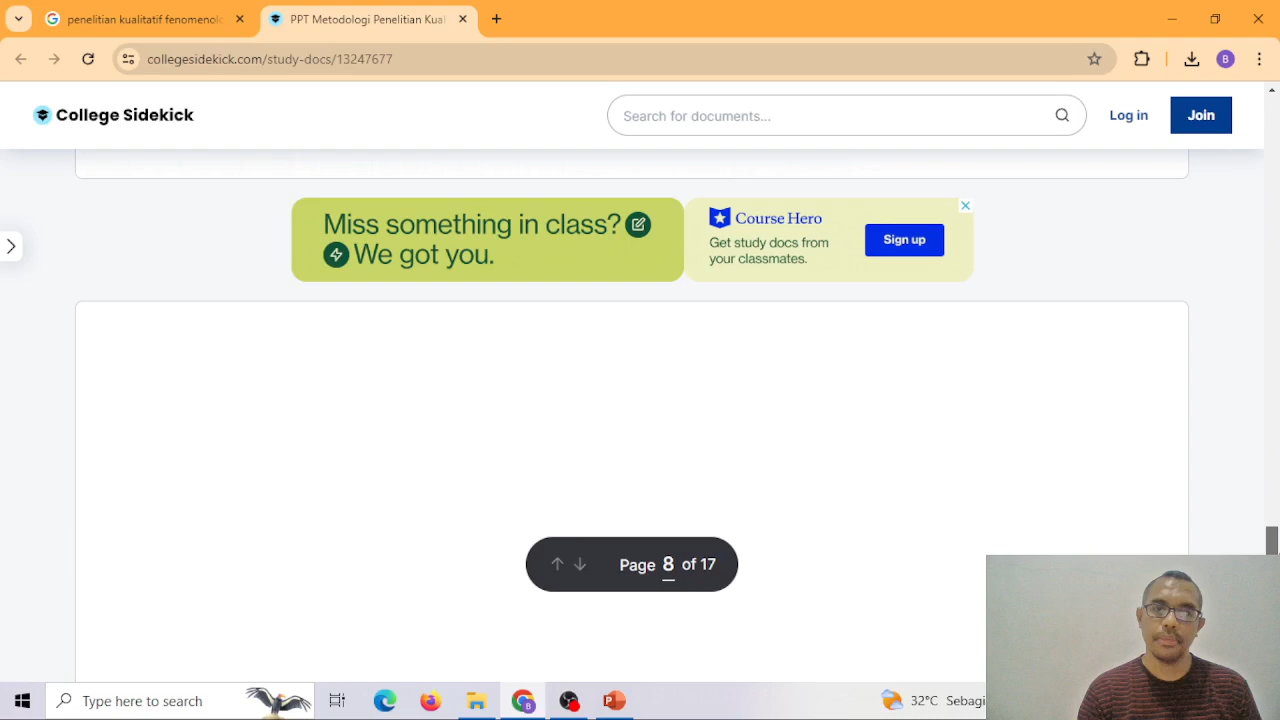 penelitian kualitatif fenomenolo
PPT Metodologi Penelitian Kual
collegesidekick.com/study-docs/13247677
B
College Sidekick
Search for documents...
Log in
Join
Miss something in class?
We got you.
Course Hero
Get study docs from
your classmates.
Sign up
Page 8 of 17
Type here to search
32°C Sebagi